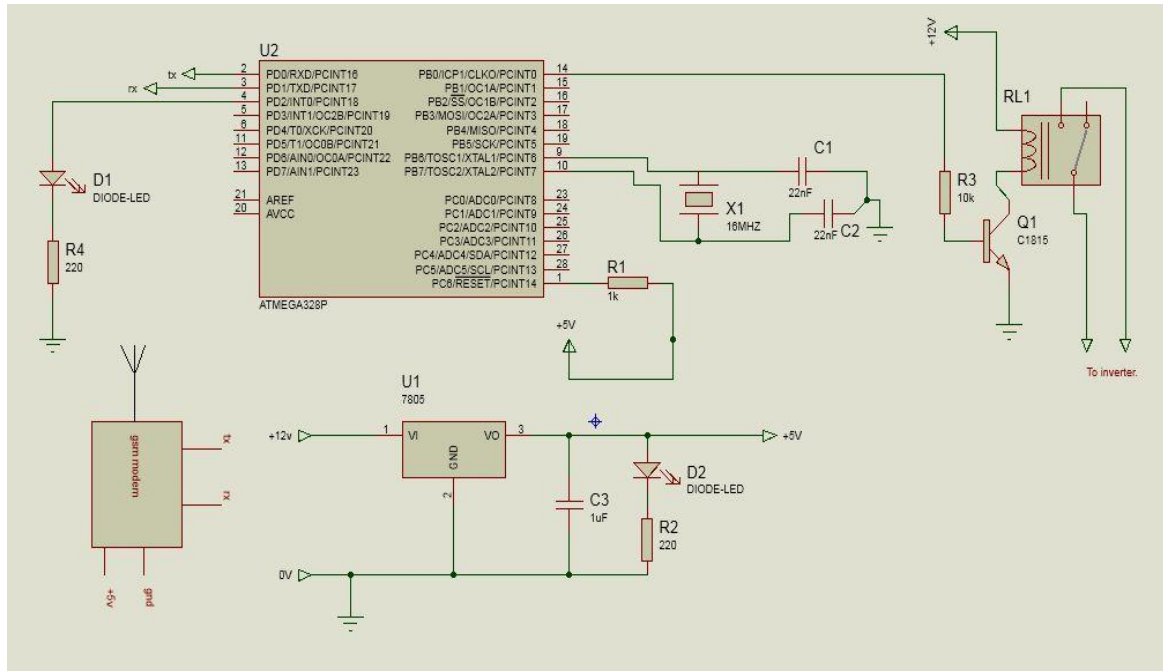 U2
tx
rx
2
3
4
5
6
11
12
13
21
20
PD0/RXD/PCINT16
PD1/TXD/PCINT17
PD2/INT0/PCINT18
PD3/INT1/OC2B/PCINT19
PD4/T0/XCK/PCINT20
PD5/T1/OC0B/PCINT21
PD6/AIN0/OC0A/PCINT22
PD7/AIN1/PCINT23
AREF
AVCC
PB0/ICP1/CLKO/PCINT0
PB1/OC1A/PCINT1
PB2/SS/OC1B/PCINT2
PB3/MOSI/OC2A/PCINT3
PB4/MISO/PCINT4
PB5/SCK/PCINT5
PB6/TOSC1/XTAL1/PCINT6
PB7/TOSC2/XTAL2/PCINT7
PC0/ADC0/PCINT8
PC1/ADC1/PCINT9
PC2/ADC2/PCINT10
PC3/ADC3/PCINT11
PC4/ADC4/SDA/PCINT12
PC5/ADC5/SCL/PCINT13
PC6/RESET/PCINT14
14
15
16
17
18
19
9
10
23
24
25
26
27
28
1
ATMEGA328P
D1
DIODE-LED
R4
220
C1
22nF
X1
16MHZ
22nF
C2
R1
1k
+5V
+12V
RL1
R3
10k
Q1
C1815
To inverter.
gsm modem
tx
rx
+5v
gnd
U1
7805
+12v
1
VI
VO
3
GND
2
+5V
C3
1uF
D2
DIODE-LED
R2
220
0V